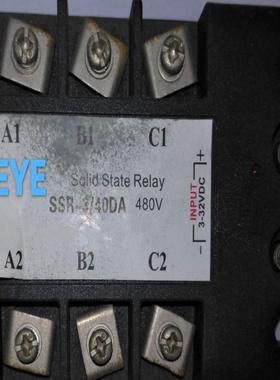 A1 B1 C1
EYE
Solid State Relay
480V
INPUT
3-32VDC
+
-
A2 B2 C2